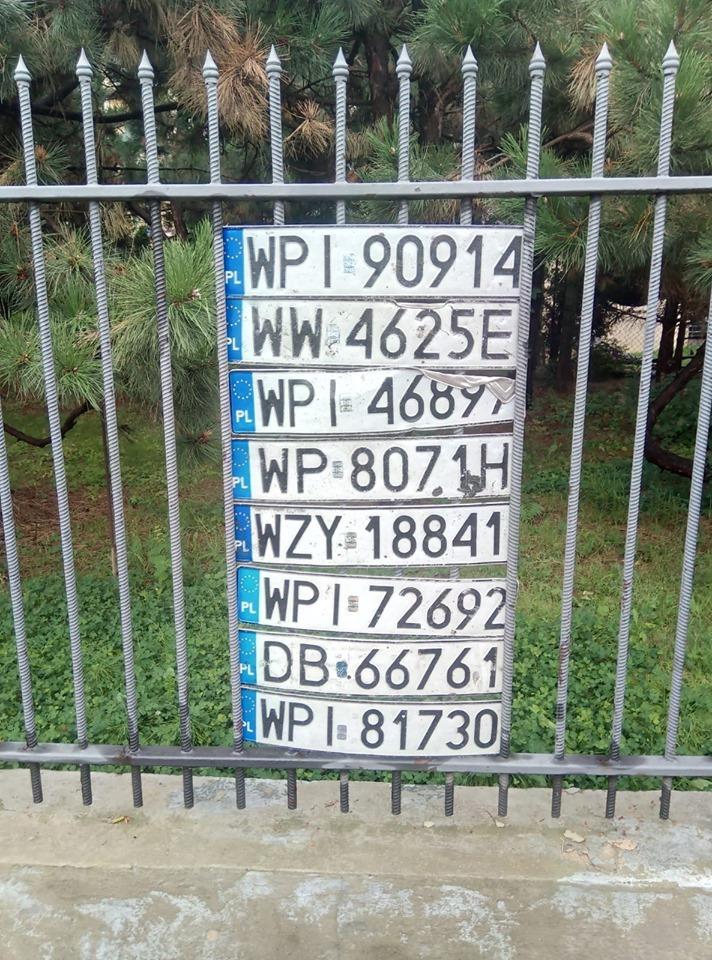 PL WPI 90914
PL WW 4625E
PL WPI 46897
PL WP 8071H
PL WZY 18841
PL WPI 72692
PL DB 66761
PL WPI 81730